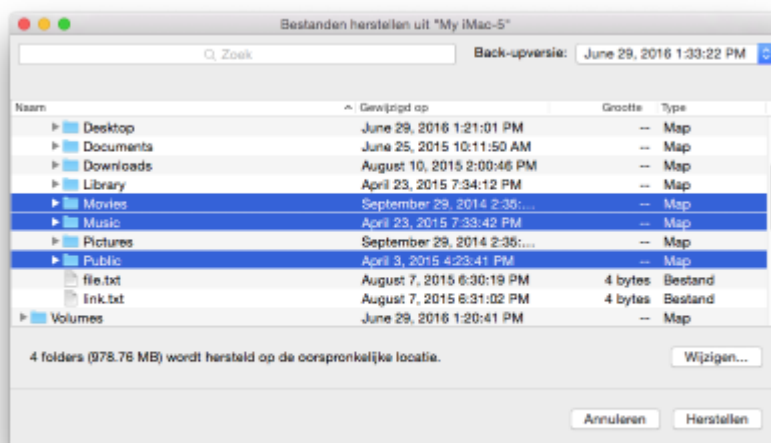 Bestanden herstellen uit "My iMac-5"
Zoek Back-upversie: June 29, 2016 1:33:22 PM
Naam Gewijzigd op Grootte Type
Desktop June 29, 2016 1:21:01 PM -- Map
Documents June 25, 2015 10:11:50 AM -- Map
Downloads August 10, 2015 2:00:46 PM -- Map
Library April 23, 2015 7:34:12 PM -- Map
Movies September 29, 2014 2:35:... -- Map
Music April 23, 2015 7:33:42 PM -- Map
Pictures September 29, 2014 2:35:... -- Map
Public April 3, 2015 4:23:41 PM -- Map
file.txt August 7, 2015 6:30:19 PM 4 bytes Bestand
link.txt August 7, 2015 6:31:02 PM 4 bytes Bestand
Volumes June 29, 2016 1:20:41 PM -- Map
4 folders (978.76 MB) wordt hersteld op de oorspronkelijke locatie.
Wijzigen...
Annuleren Herstellen